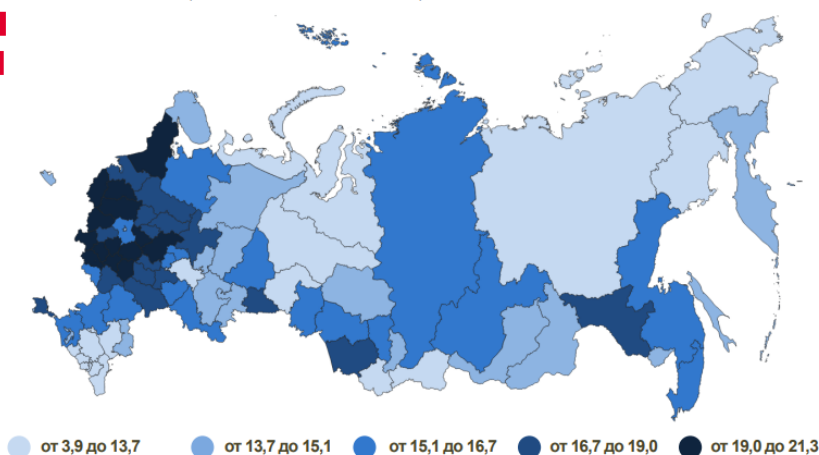 от 3,9 до 13,7 от 13,7 до 15,1 от 15,1 до 16,7 от 16,7 до 19,0 от 19,0 до 21,3